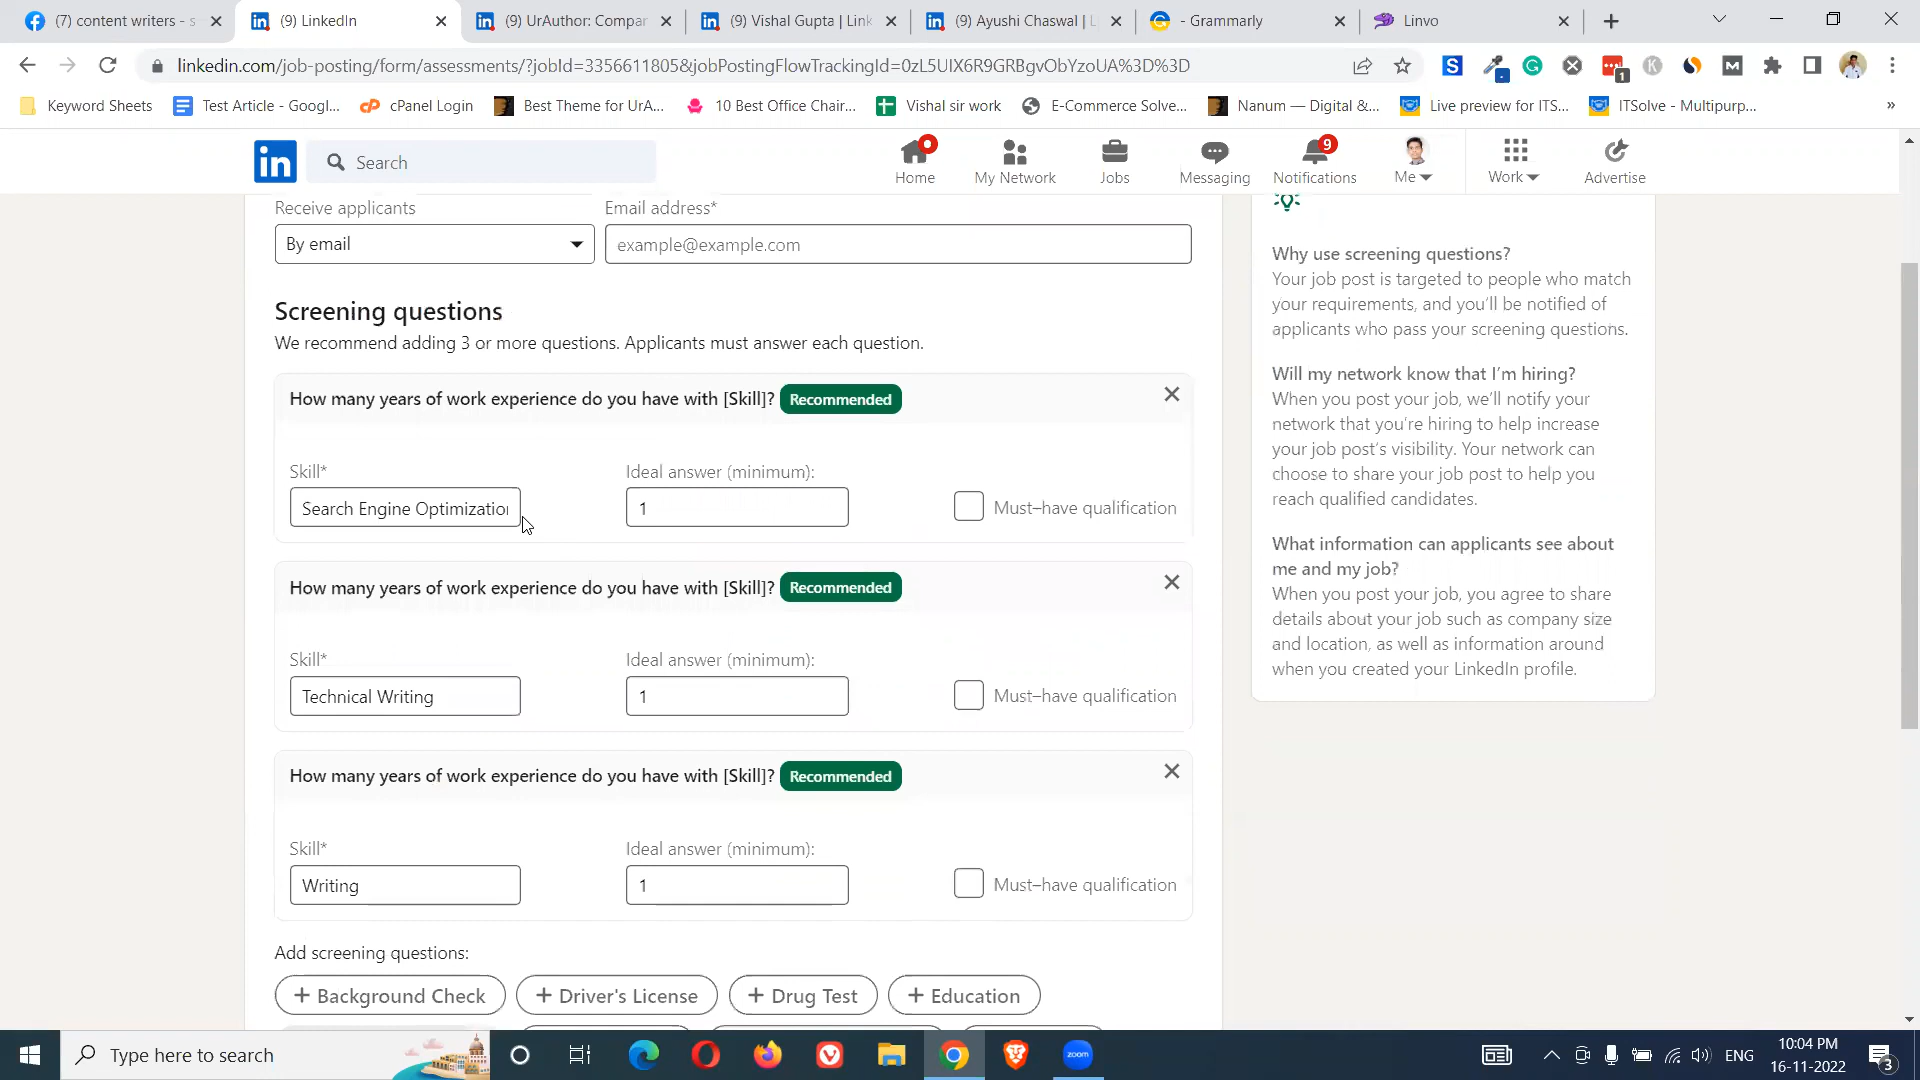 (7) content writers - s
(9) LinkedIn
(9) UrAuthor: Compan
(9) Vishal Gupta | Link
(9) Ayushi Chaswal | L
- Grammarly
Linvo
linkedin.com/job-posting/form/assessments/?jobId=3356611805&jobPostingFlowTrackingId=0zL5UIX6R9GRBgvObYzoUA%3D%3D
Keyword Sheets
Test Article - Googl...
cPanel Login
Best Theme for UrA...
10 Best Office Chair...
Vishal sir work
E-Commerce Solve...
Nanum — Digital &...
Live preview for ITS...
ITSolve - Multipurp...
»
in
Search
Home
My Network
Jobs
Messaging
9
Notifications
Me
Work
Advertise
Receive applicants
Email address*
By email
example@example.com
Screening questions
We recommend adding 3 or more questions. Applicants must answer each question.
How many years of work experience do you have with [Skill]? Recommended
Skill*
Ideal answer (minimum):
Search Engine Optimization
1
Must-have qualification
How many years of work experience do you have with [Skill]? Recommended
Skill*
Ideal answer (minimum):
Technical Writing
1
Must-have qualification
How many years of work experience do you have with [Skill]? Recommended
Skill*
Ideal answer (minimum):
Writing
1
Must-have qualification
Add screening questions:
+ Background Check
+ Driver's License
+ Drug Test
+ Education
Why use screening questions?
Your job post is targeted to people who match
your requirements, and you'll be notified of
applicants who pass your screening questions.
Will my network know that I'm hiring?
When you post your job, we'll notify your
network that you're hiring to help increase
your job post's visibility. Your network can
choose to share your job post to help you
reach qualified candidates.
What information can applicants see about
me and my job?
When you post your job, you agree to share
details about your job such as company size
and location, as well as information around
when you created your LinkedIn profile.
Type here to search
zoom
ENG
10:04 PM
16-11-2022
3